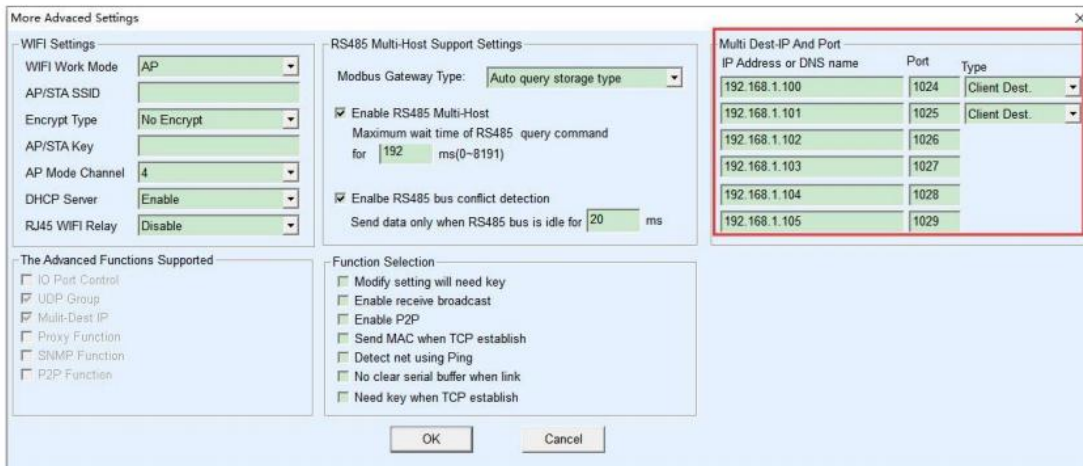 More Advaced Settings
WIFI Settings
WIFI Work Mode AP
AP/STA SSID
Encrypt Type No Encrypt
AP/STA Key
AP Mode Channel 4
DHCP Server Enable
RJ45 WIFI Relay Disable
RS485 Multi-Host Support Settings
Modbus Gateway Type: Auto query storage type
Enable RS485 Multi-Host
Maximum wait time of RS485 query command
for 192 ms(0~8191)
Enalbe RS485 bus conflict detection
Send data only when RS485 bus is idle for 20 ms
Multi Dest-IP And Port
IP Address or DNS name Port Type
192.168.1.100 1024 Client Dest.
192.168.1.101 1025 Client Dest.
192.168.1.102 1026
192.168.1.103 1027
192.168.1.104 1028
192.168.1.105 1029
The Advanced Functions Supported
IO Port Control
UDP Group
Mulit-Dest IP
Proxy Function
SNMP Function
P2P Function
Function Selection
Modify setting will need key
Enable receive broadcast
Enable P2P
Send MAC when TCP establish
Detect net using Ping
No clear serial buffer when link
Need key when TCP establish
OK Cancel